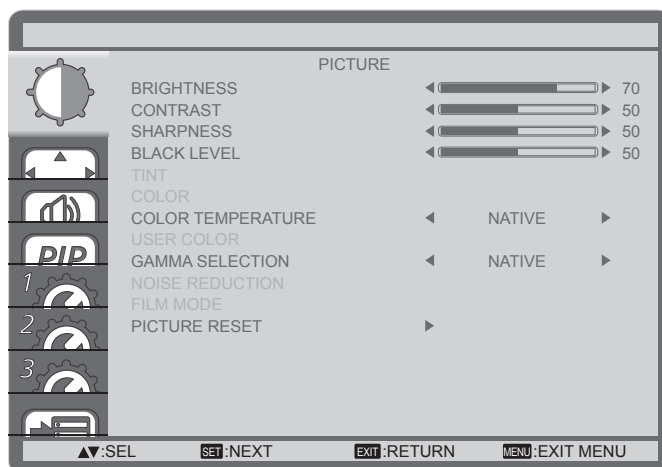 PICTURE
BRIGHTNESS 70
CONTRAST 50
SHARPNESS 50
BLACK LEVEL 50
TINT
COLOR
COLOR TEMPERATURE NATIVE
USER COLOR
PIP
GAMMA SELECTION NATIVE
1
NOISE REDUCTION
FILM MODE
2
PICTURE RESET
3
▲▼:SEL SET:NEXT EXIT:RETURN MENU:EXIT MENU